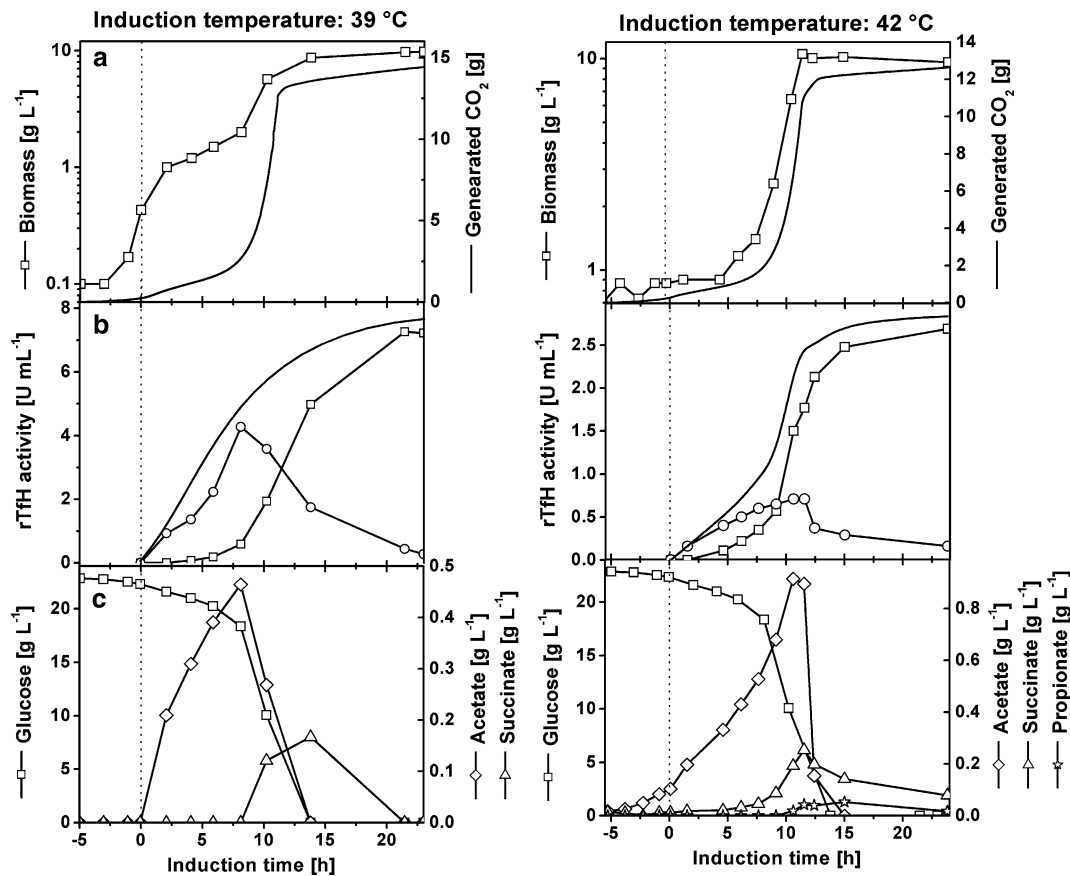 Induction temperature: 39 °C
Induction temperature: 42 °C
a
Biomass [g L⁻¹]
10
1
0.1
15
10
5
0
Genearated CO₂ [g]
Biomass [g L⁻¹]
10
1
14
12
10
8
6
4
2
0
Generated CO₂ [g]
b
rTfH activity [U mL⁻¹]
8
6
4
2
0
rTfH activity [U mL⁻¹]
2.5
2.0
1.5
1.0
0.5
0.0
c
Glucose [g L⁻¹]
20
15
10
5
0
0.5
0.4
0.3
0.2
0.1
0.0
Acetate [g L⁻¹]
Succinate [g L⁻¹]
Glucose [g L⁻¹]
20
15
10
5
0
0.8
0.6
0.4
0.2
0.0
Acetate [g L⁻¹]
Succinate [g L⁻¹]
Propionate [g L⁻¹]
-5 0 5 10 15 20
Induction time [h]
-5 0 5 10 15 20
Induction time [h]